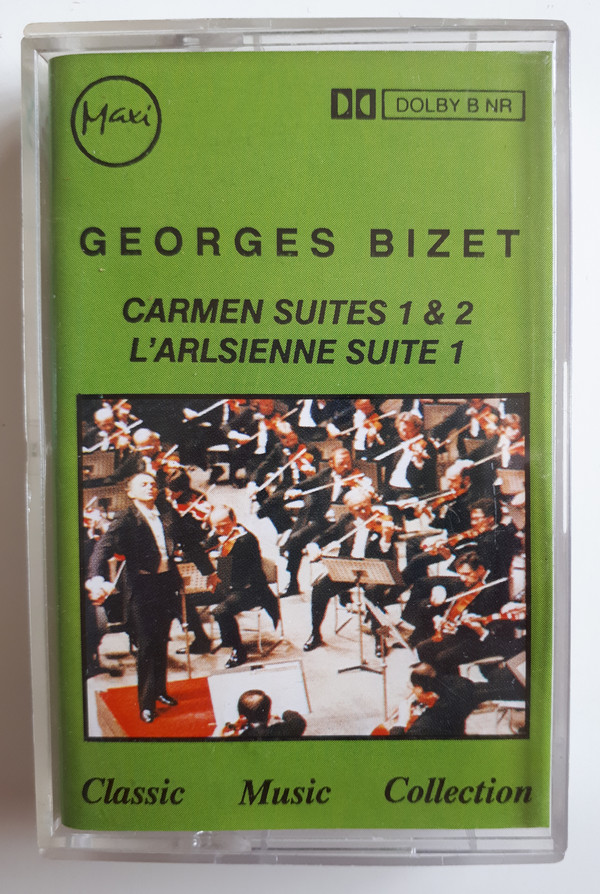 Maxi
DOLBY B NR
GEORGES BIZET
CARMEN SUITES 1 & 2
L'ARLSIENNE SUITE 1
Classic Music Collection